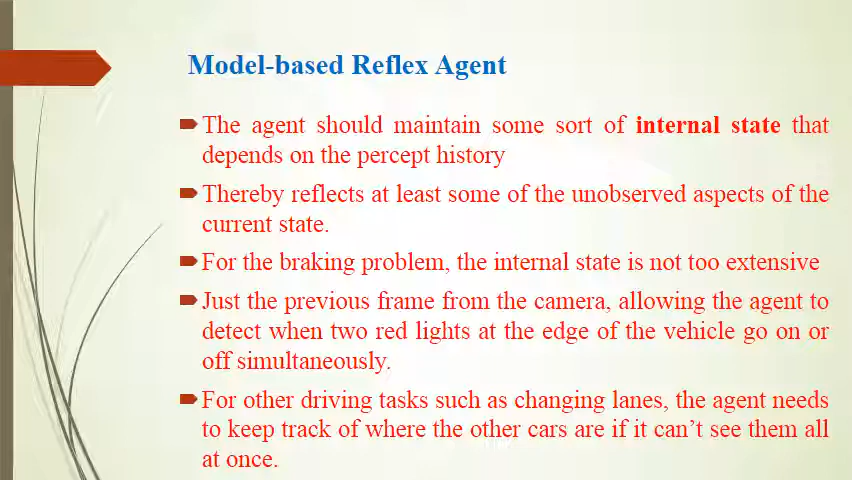 Model-based Reflex Agent
The agent should maintain some sort of internal state that
depends on the percept history
Thereby reflects at least some of the unobserved aspects of the
current state.
For the braking problem, the internal state is not too extensive
Just the previous frame from the camera, allowing the agent to
detect when two red lights at the edge of the vehicle go on or
off simultaneously.
For other driving tasks such as changing lanes, the agent needs
to keep track of where the other cars are if it can’t see them all
at once.